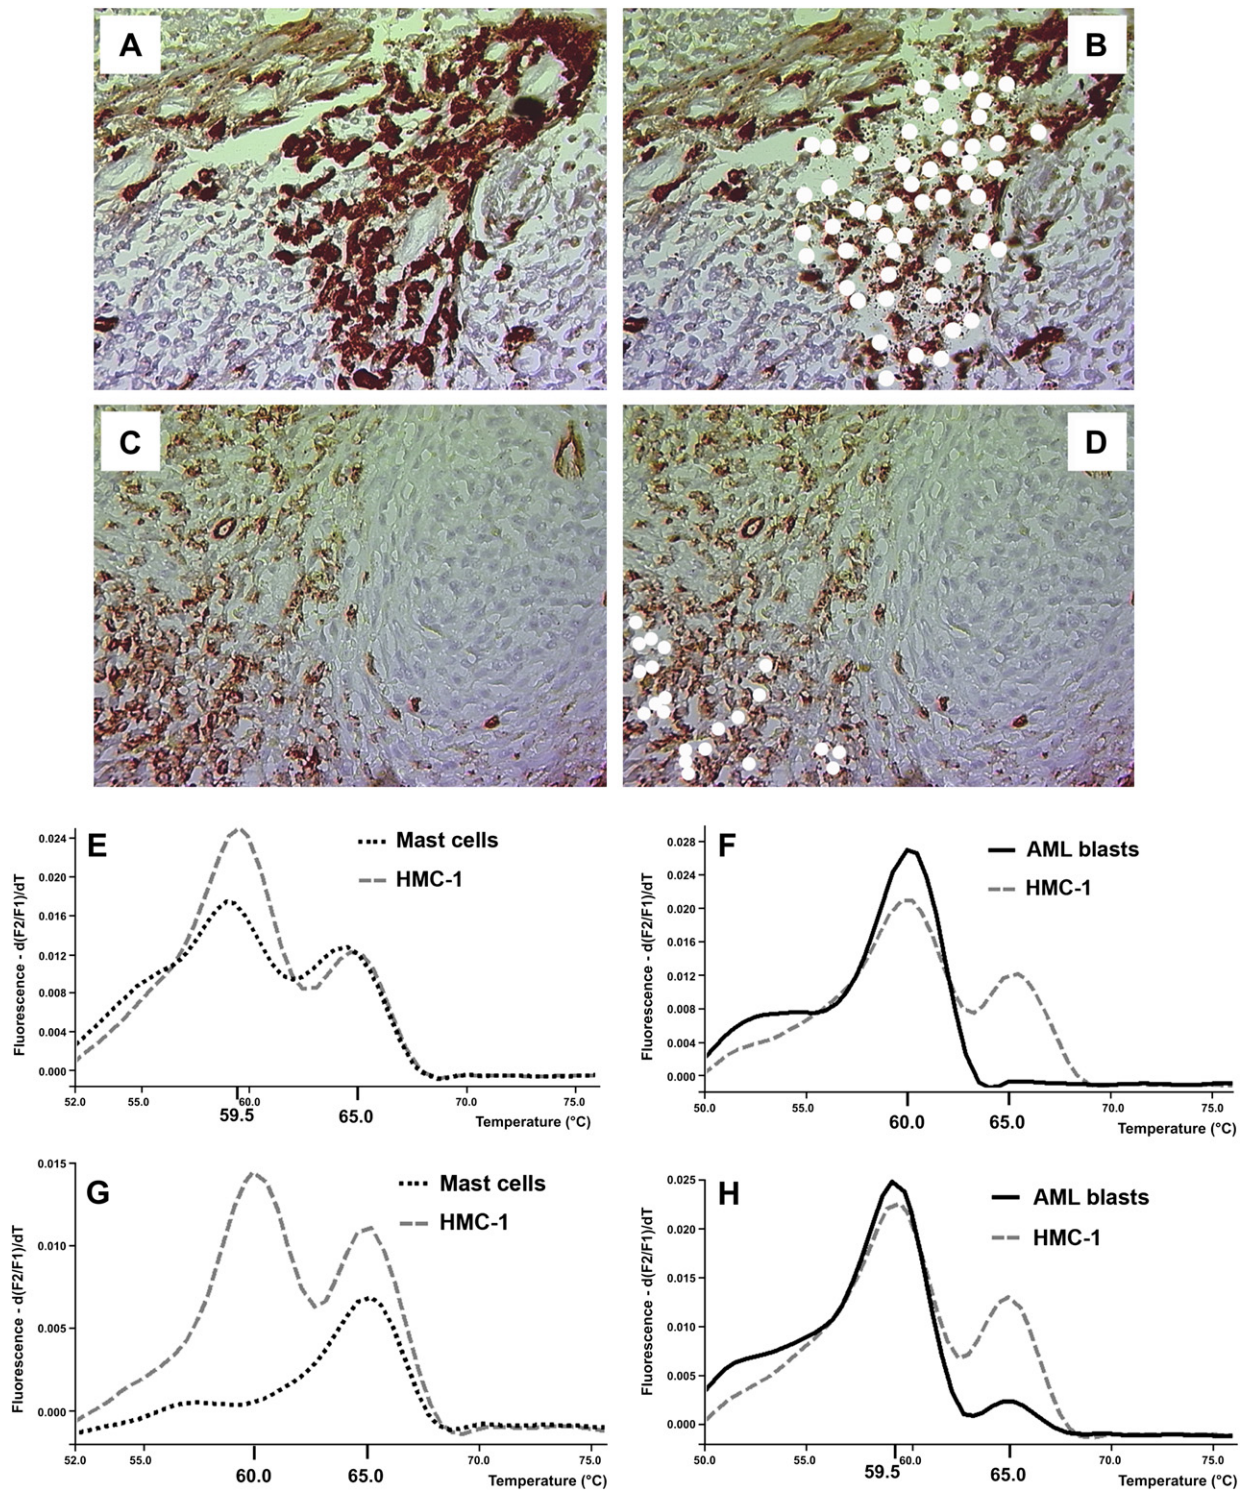 A
B
C
D
E
Mast cells
HMC-1
Fluorescence - d(F2/F1)/dT
0.024
0.020
0.016
0.012
0.008
0.004
0.000
52.0 55.0 60.0 70.0 75.0
59.5 65.0
Temperature (°C)
F
AML blasts
HMC-1
Fluorescence - d(F2/F1)/dT
0.028
0.024
0.020
0.016
0.012
0.008
0.004
0.000
50.0 55.0 70.0 75.0
60.0 65.0
Temperature (°C)
G
Mast cells
HMC-1
Fluorescence - d(F2/F1)/dT
0.015
0.010
0.005
0.000
52.0 55.0 70.0 75.0
60.0 65.0
Temperature (°C)
H
AML blasts
HMC-1
Fluorescence - d(F2/F1)/dT
0.025
0.020
0.015
0.010
0.005
0.000
50.0 55.0 60.0 70.0 75.0
59.5 65.0
Temperature (°C)